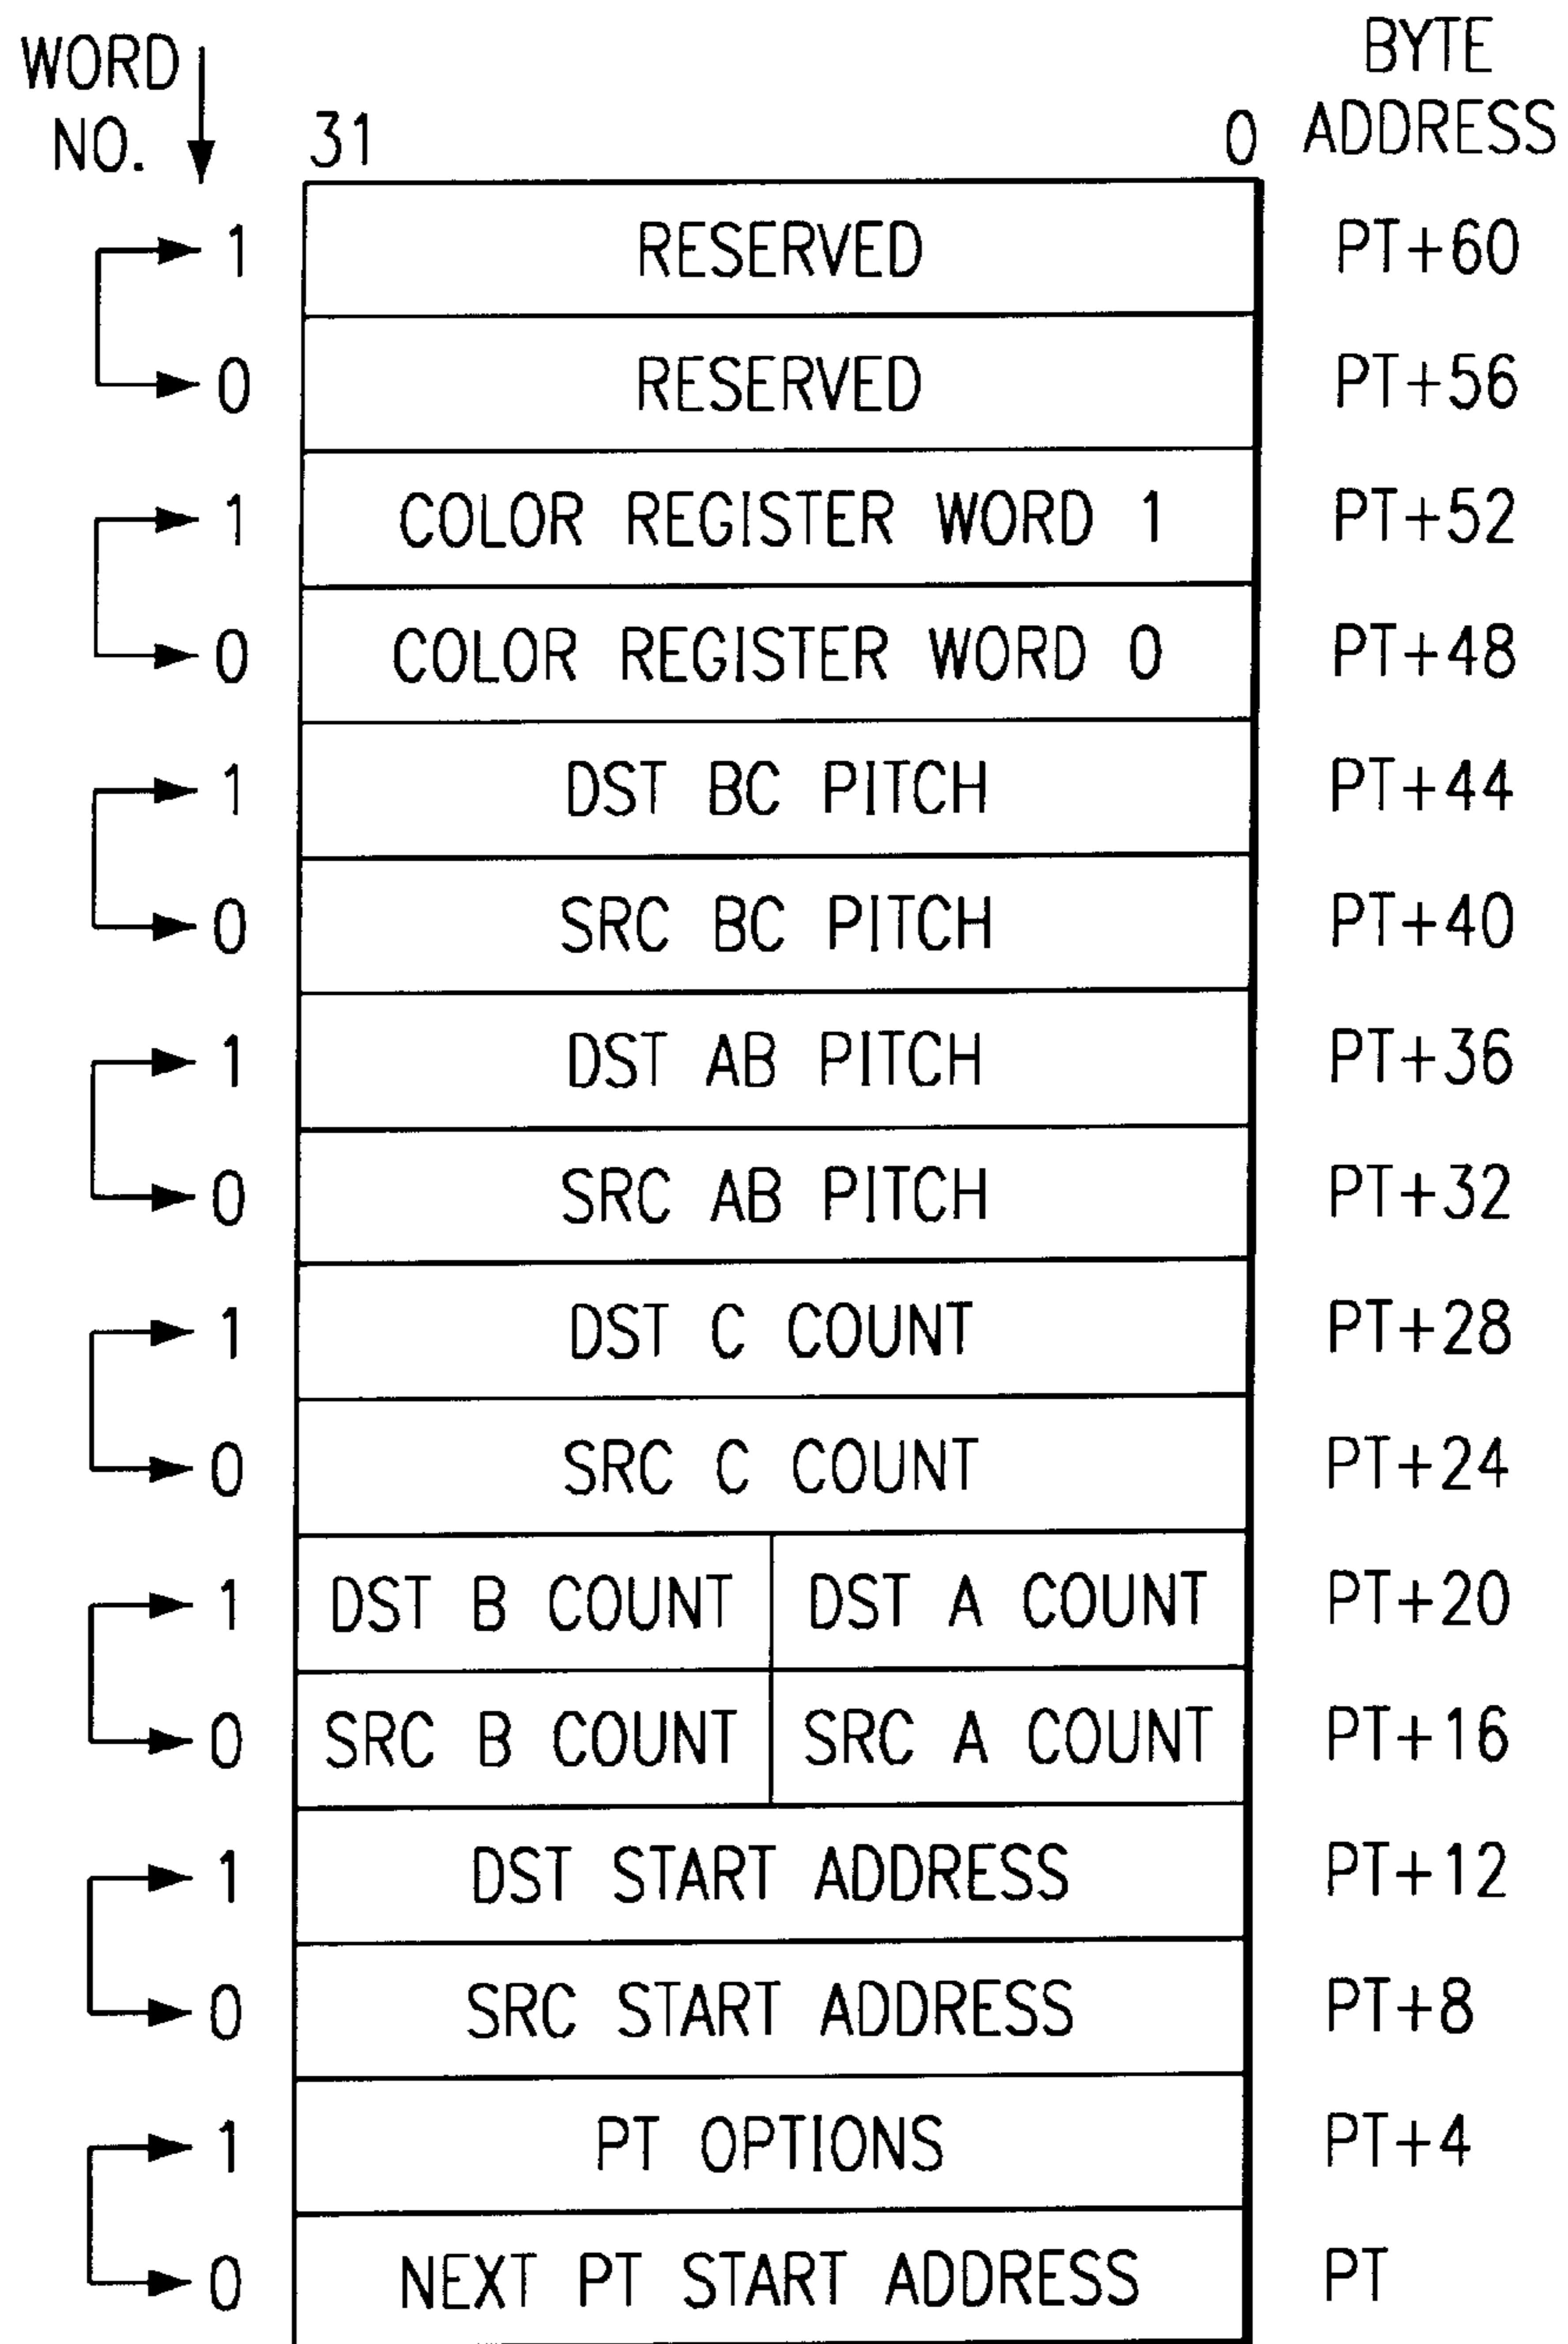 WORD NO.
31 0
BYTE ADDRESS
1 RESERVED PT+60
0 RESERVED PT+56
1 COLOR REGISTER WORD 1 PT+52
0 COLOR REGISTER WORD 0 PT+48
1 DST BC PITCH PT+44
0 SRC BC PITCH PT+40
1 DST AB PITCH PT+36
0 SRC AB PITCH PT+32
1 DST C COUNT PT+28
0 SRC C COUNT PT+24
1 DST B COUNT DST A COUNT PT+20
0 SRC B COUNT SRC A COUNT PT+16
1 DST START ADDRESS PT+12
0 SRC START ADDRESS PT+8
1 PT OPTIONS PT+4
0 NEXT PT START ADDRESS PT